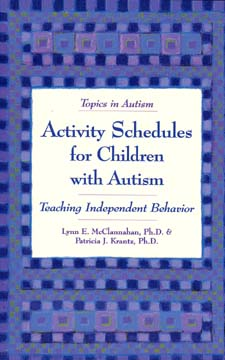 Topics in Autism
Activity Schedules
for Children
with Autism
Teaching Independent Behavior
Lynn E. McClannahan, Ph.D. &
Patricia J. Krantz, Ph.D.